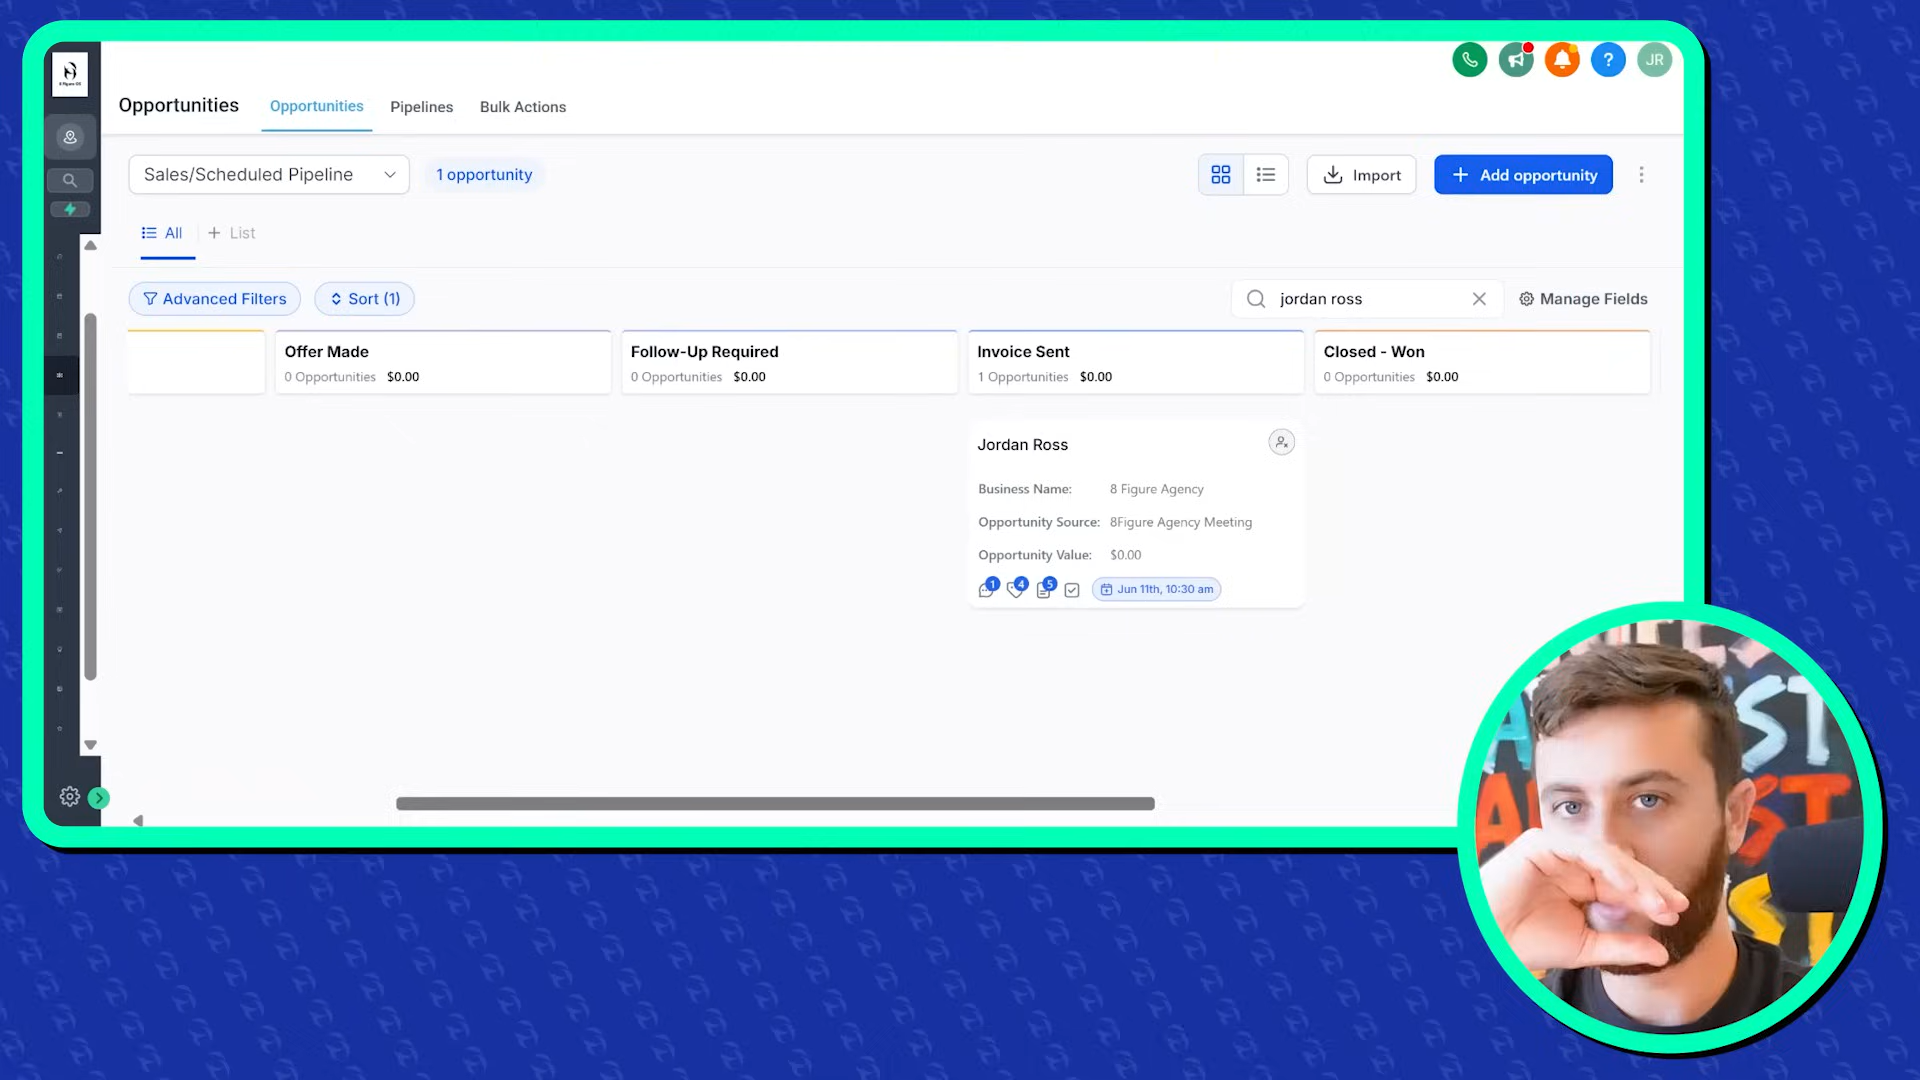 JR
Opportunities
Opportunities
Pipelines
Bulk Actions
Sales/Scheduled Pipeline
1 opportunity
Import
+ Add opportunity
All
+ List
Advanced Filters
Sort (1)
jordan ross
Manage Fields
Offer Made
0 Opportunities $0.00
Follow-Up Required
0 Opportunities $0.00
Invoice Sent
1 Opportunities $0.00
Closed - Won
0 Opportunities $0.00
Jordan Ross
Business Name: 8 Figure Agency
Opportunity Source: 8Figure Agency Meeting
Opportunity Value: $0.00
1
4
5
Jun 11th, 10:30 am